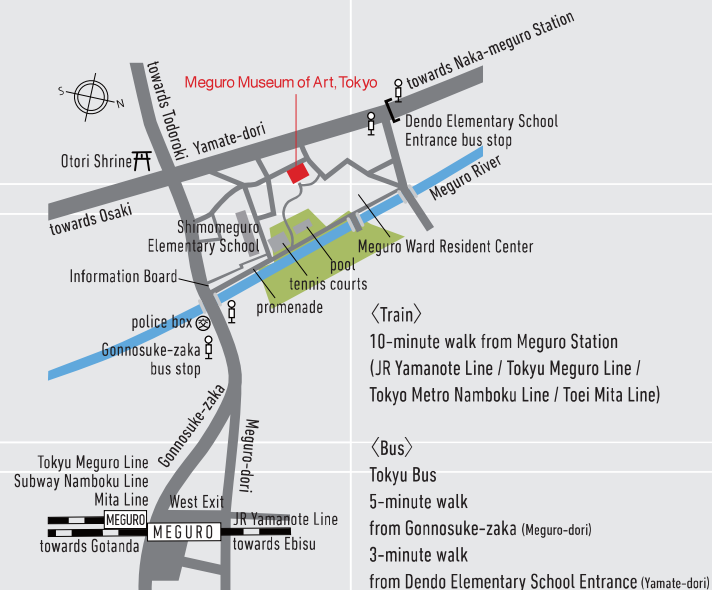 towards Naka-meguro Station
towards Todoroki
Meguro Museum of Art, Tokyo
S
N
Yamate-dori
Dendo Elementary School
Entrance bus stop
Otori Shrine
Meguro River
towards Osaki
Shimomeguro
Elementary School
Meguro Ward Resident Center
pool
Information Board
tennis courts
promenade
police box
交
Gonnosuke-zaka
bus stop
〈Train〉
10-minute walk from Meguro Station
(JR Yamanote Line / Tokyu Meguro Line /
Tokyo Metro Namboku Line / Toei Mita Line)
Gonnosuke-zaka
Meguro-dori
〈Bus〉
Tokyu Bus
5-minute walk
from Gonnosuke-zaka (Meguro-dori)
3-minute walk
from Dendo Elementary School Entrance (Yamate-dori)
Tokyu Meguro Line
Subway Namboku Line
Mita Line
West Exit
MEGURO
JR Yamanote Line
MEGURO
towards Gotanda
towards Ebisu